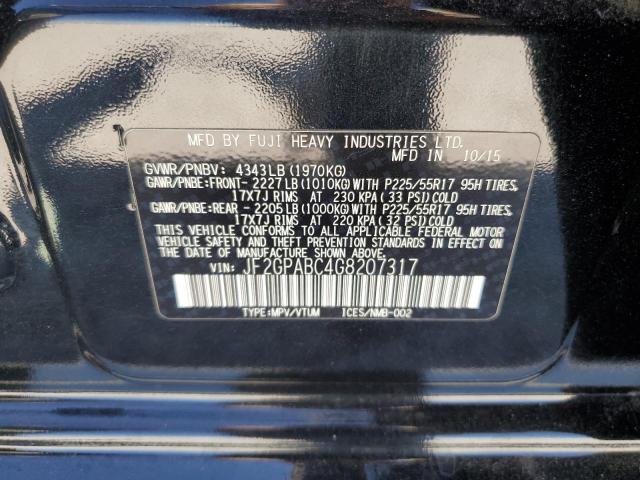 MFD BY FUJI HEAVY INDUSTRIES LTD.
MFD IN 10/15
GVWR/PNBV: 4343LB(1970KG)
GAWR/PNBE:FRONT- 2227LB(1010KG)WITH P225/55R17 95H TIRES,
17X7J RIMS AT 230 KPA(33 PSI)COLD
GAWR/PNBE:REAR - 2205LB(1000KG)WITH P225/55R17 95H TIRES,
17X7J RIMS AT 220 KPA(32 PSI)COLD
THIS VEHICLE CONFORMS TO ALL APPLICABLE FEDERAL MOTOR
VEHICLE SAFETY AND THEFT PREVENTION STANDARDS IN EFFECT
ON THE DATE OF MANUFACTURE SHOWN ABOVE.
VIN: JF2GPABC4G8207317
TYPE:MPV/VTUM ICES/NMB-002